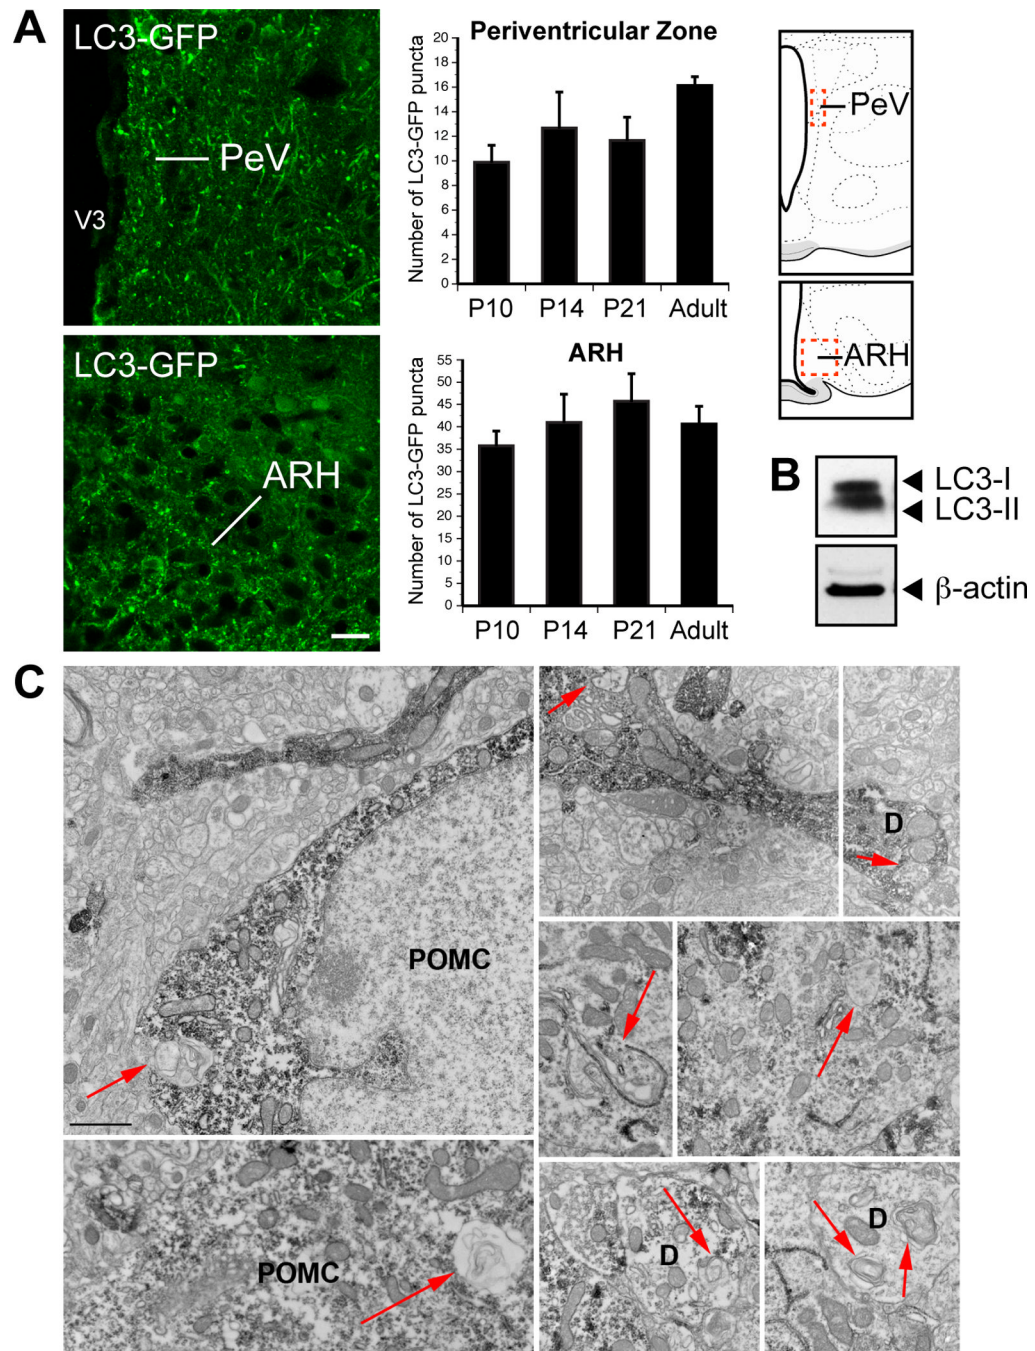 A
LC3-GFP
PeV
V3
LC3-GFP
ARH
Periventricular Zone
Number of LC3-GFP puncta
20
18
16
14
12
10
8
6
4
2
0
P10 P14 P21 Adult
ARH
Number of LC3-GFP puncta
55
50
45
40
35
30
25
20
15
10
5
0
P10 P14 P21 Adult
PeV
ARH
B
LC3-I
LC3-II
β-actin
C
POMC
D
POMC
D
D